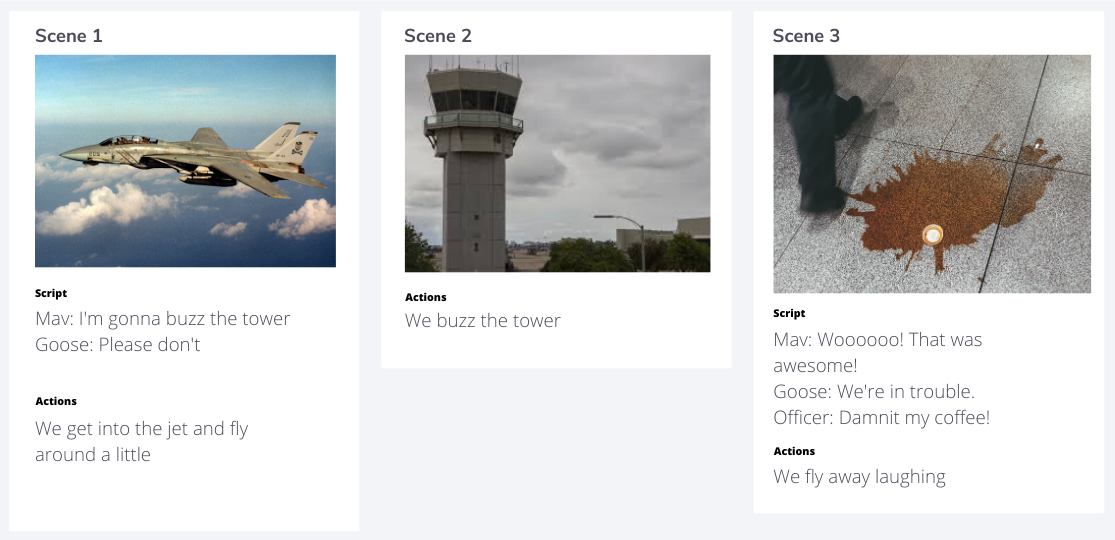 Scene 1
Script
Mav: I'm gonna buzz the tower
Goose: Please don't
Actions
We get into the jet and fly
around a little
Scene 2
Actions
We buzz the tower
Scene 3
Script
Mav: Woooooo! That was
awesome!
Goose: We're in trouble.
Officer: Damnit my coffee!
Actions
We fly away laughing